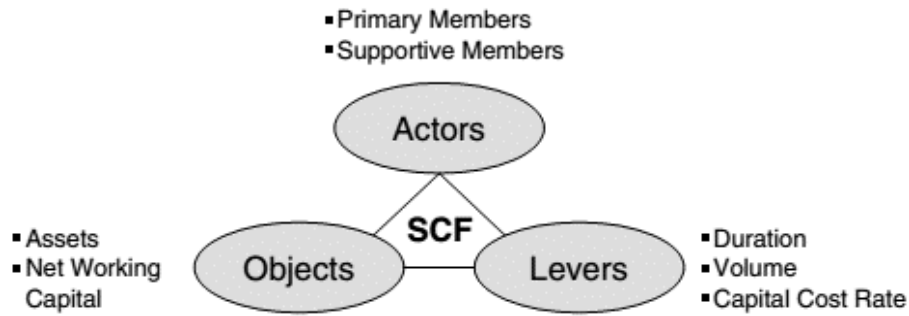 ▪Primary Members
▪Supportive Members
Actors
SCF
▪Assets
▪Net Working
Capital
Objects
Levers
▪Duration
▪Volume
▪Capital Cost Rate